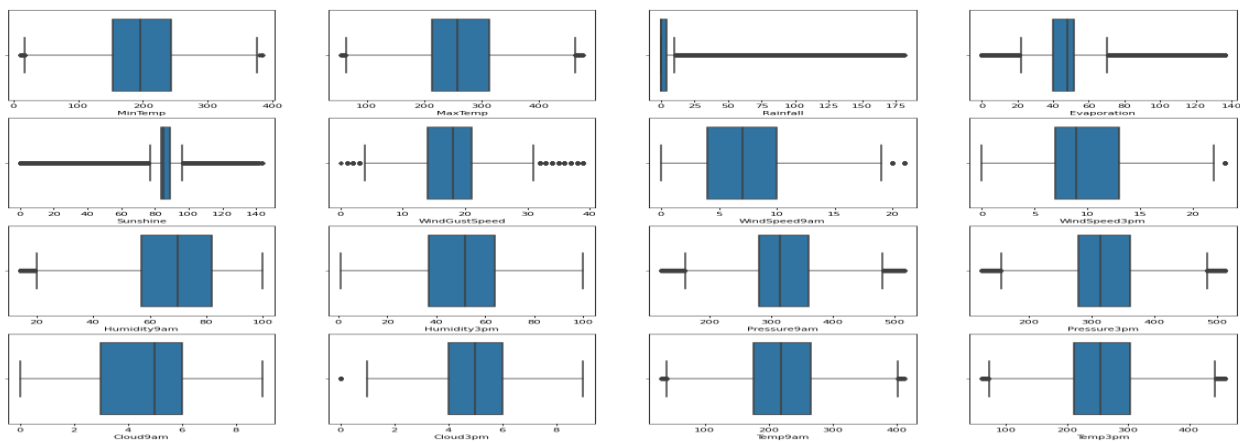 0 100 200 300 400
MinTemp
100 200 300 400
MaxTemp
0 25 50 75 100 125 150 175
Rainfall
0 20 40 60 80 100 120 140
Evaporation
0 20 40 60 80 100 120 140
Sunshine
0 10 20 30 40
WindGustSpeed
0 5 10 15 20
WindSpeed9am
0 5 10 15 20
WindSpeed3pm
20 40 60 80 100
Humidity9am
0 20 40 60 80 100
Humidity3pm
200 300 400 500
Pressure9am
200 300 400 500
Pressure3pm
0 2 4 6 8
Cloud9am
0 2 4 6 8
Cloud3pm
100 200 300 400
Temp9am
100 200 300 400
Temp3pm